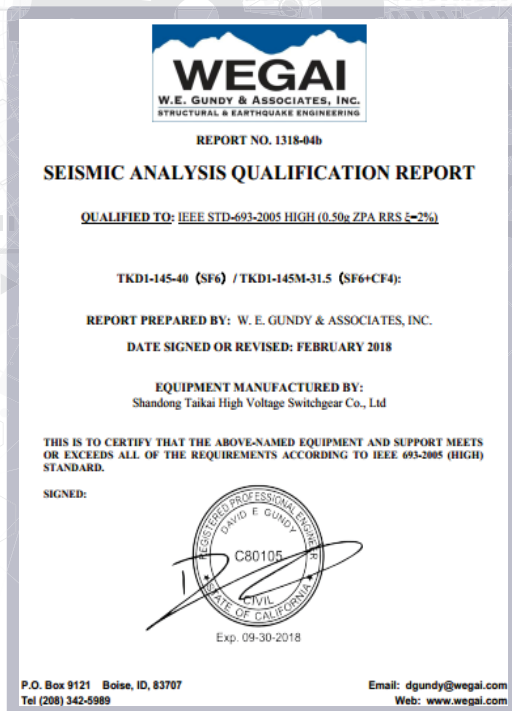 WEGAI
W.E. GUNDY & ASSOCIATES, INC.
STRUCTURAL & EARTHQUAKE ENGINEERING
REPORT NO. 1318-04b
SEISMIC ANALYSIS QUALIFICATION REPORT
QUALIFIED TO: IEEE STD-693-2005 HIGH (0.50g ZPA RRS ξ=2%)
TKD1-145-40 (SF6) / TKD1-145M-31.5 (SF6+CF4):
REPORT PREPARED BY: W. E. GUNDY & ASSOCIATES, INC.
DATE SIGNED OR REVISED: FEBRUARY 2018
EQUIPMENT MANUFACTURED BY:
Shandong Taikai High Voltage Switchgear Co., Ltd
THIS IS TO CERTIFY THAT THE ABOVE-NAMED EQUIPMENT AND SUPPORT MEETS
OR EXCEEDS ALL OF THE REQUIREMENTS ACCORDING TO IEEE 693-2005 (HIGH)
STANDARD.
SIGNED:
REGISTERED PROFESSIONAL ENGINEER
DAVID E GUNDY
C80105
CIVIL
STATE OF CALIFORNIA
Exp. 09-30-2018
P.O. Box 9121 Boise, ID, 83707 Email: dgundy@wegai.com
Tel (208) 342-5989 Web: www.wegai.com